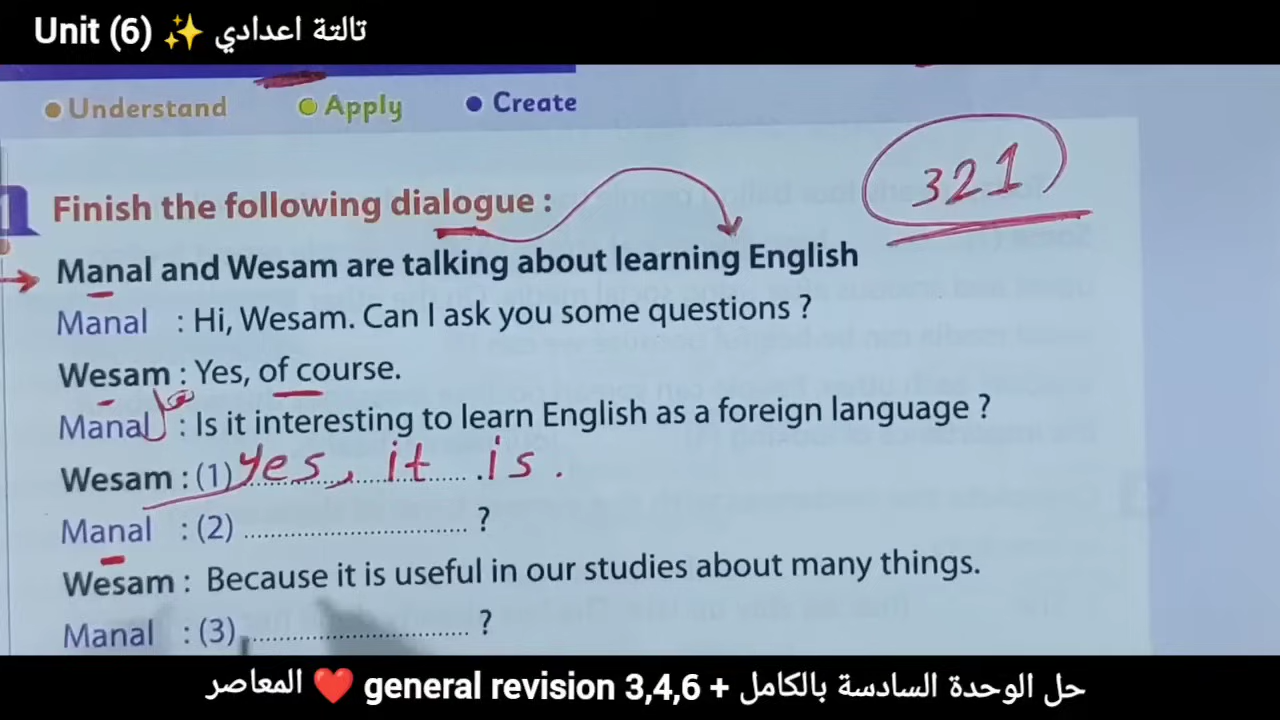 Unit (6) ✨ تالتة اعدادي
• Understand • Apply • Create
321
Finish the following dialogue :
Manal and Wesam are talking about learning English
Manal : Hi, Wesam. Can I ask you some questions ?
Wesam : Yes, of course.
هل
Manal : Is it interesting to learn English as a foreign language ?
Wesam : (1) yes, it is .
Manal : (2) .............................. ?
Wesam : Because it is useful in our studies about many things.
Manal : (3) .............................. ?
حل الوحدة السادسة بالكامل + general revision 3,4,6 ❤️ المعاصر